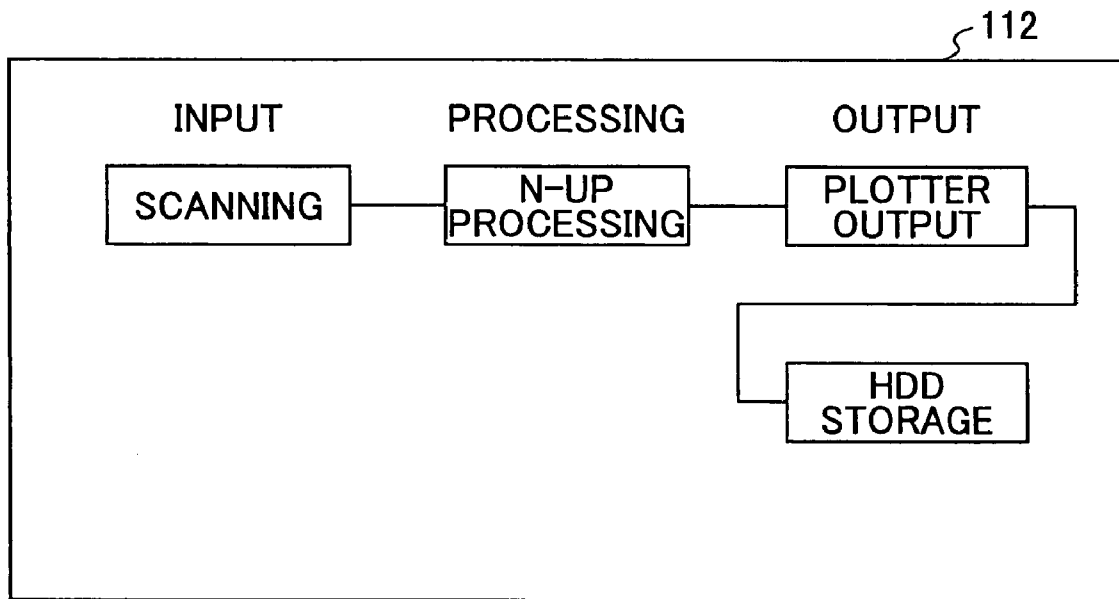 112
INPUT
PROCESSING
OUTPUT
SCANNING
N-UP
PROCESSING
PLOTTER
OUTPUT
HDD
STORAGE